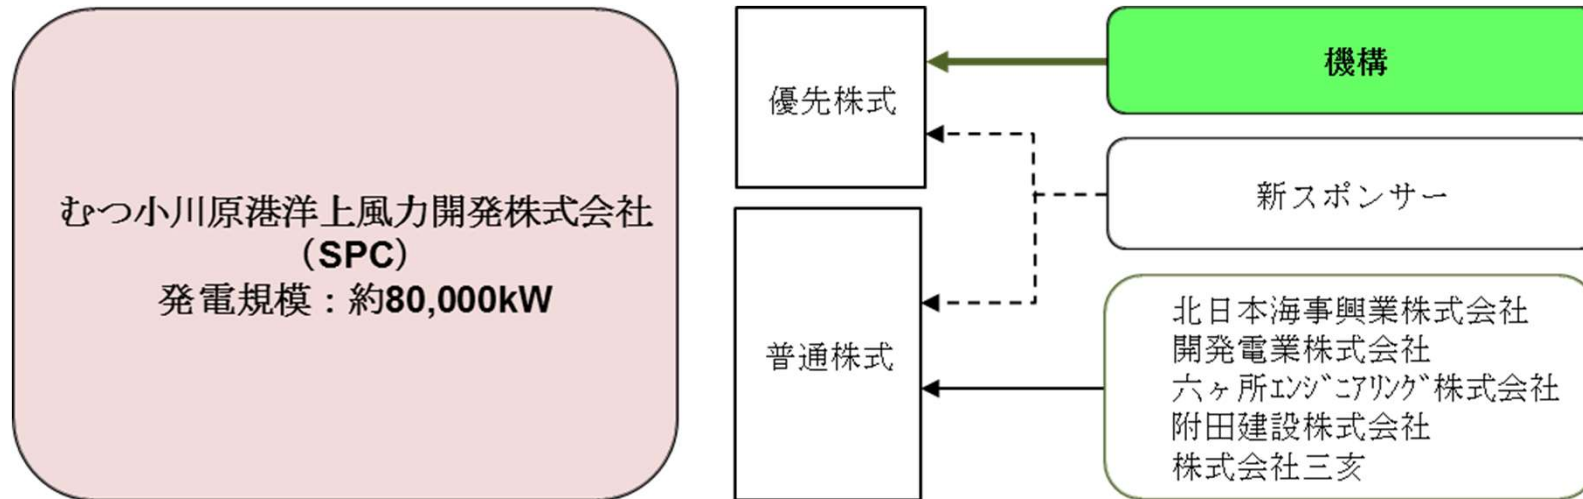 むつ小川原港洋上風力開発株式会社
（SPC）
発電規模：約80,000kW
優先株式
普通株式
機構
新スポンサー
北日本海事興業株式会社
開発電業株式会社
六ヶ所ｴﾝｼﾞﾆｱﾘﾝｸﾞ株式会社
附田建設株式会社
株式会社三亥